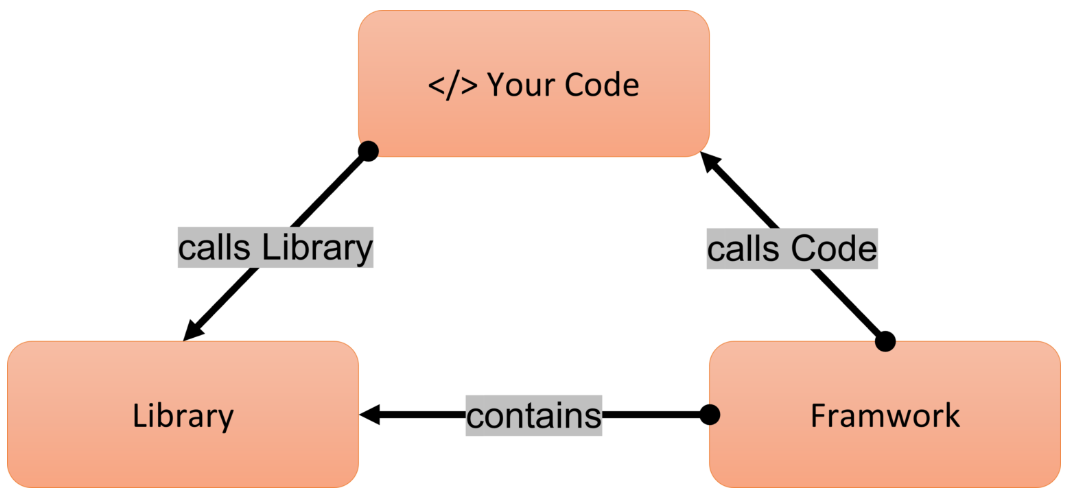 </> Your Code
calls Library
calls Code
Library
contains
Framwork